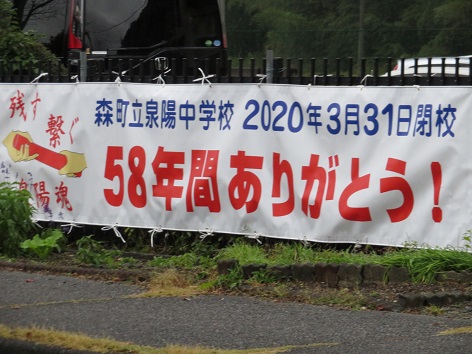 残す
繋ぐ
泉陽魂
森町立泉陽中学校 2020年3月31日閉校
58年間ありがとう！